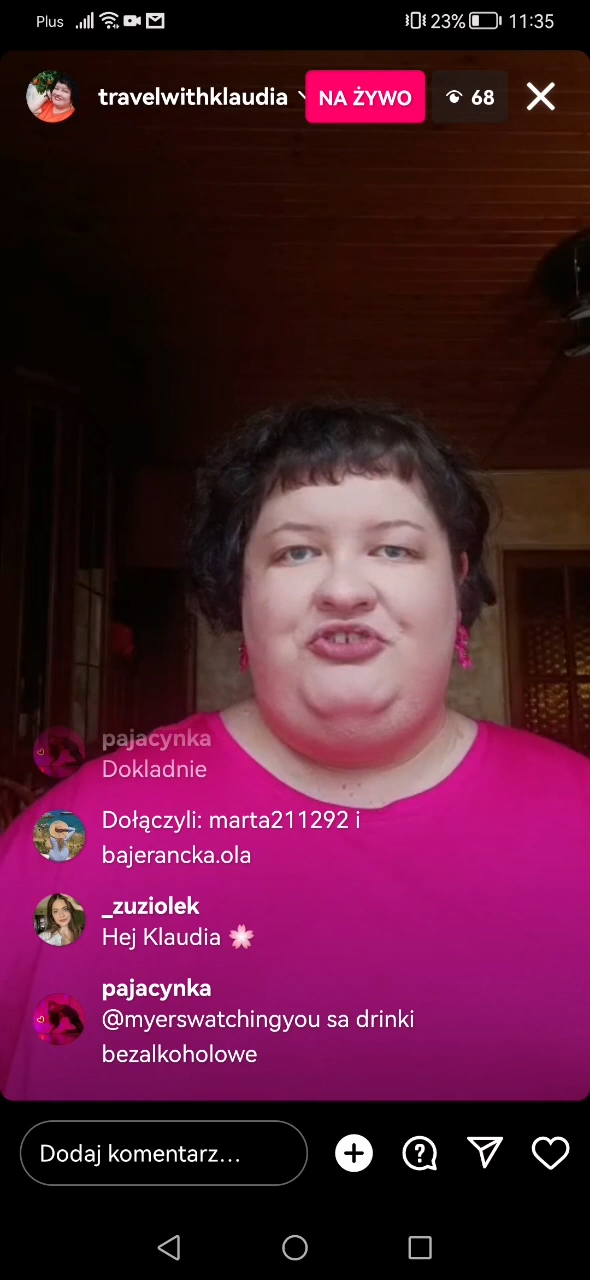 Plus 23% 11:35
travelwithklaudia NA ŻYWO 68
pajacynka
Dokladnie
Dołączyli: marta211292 i
bajerancka.ola
_zuziolek
Hej Klaudia 🌸
pajacynka
@myerswatchingyou sa drinki
bezalkoholowe
Dodaj komentarz...